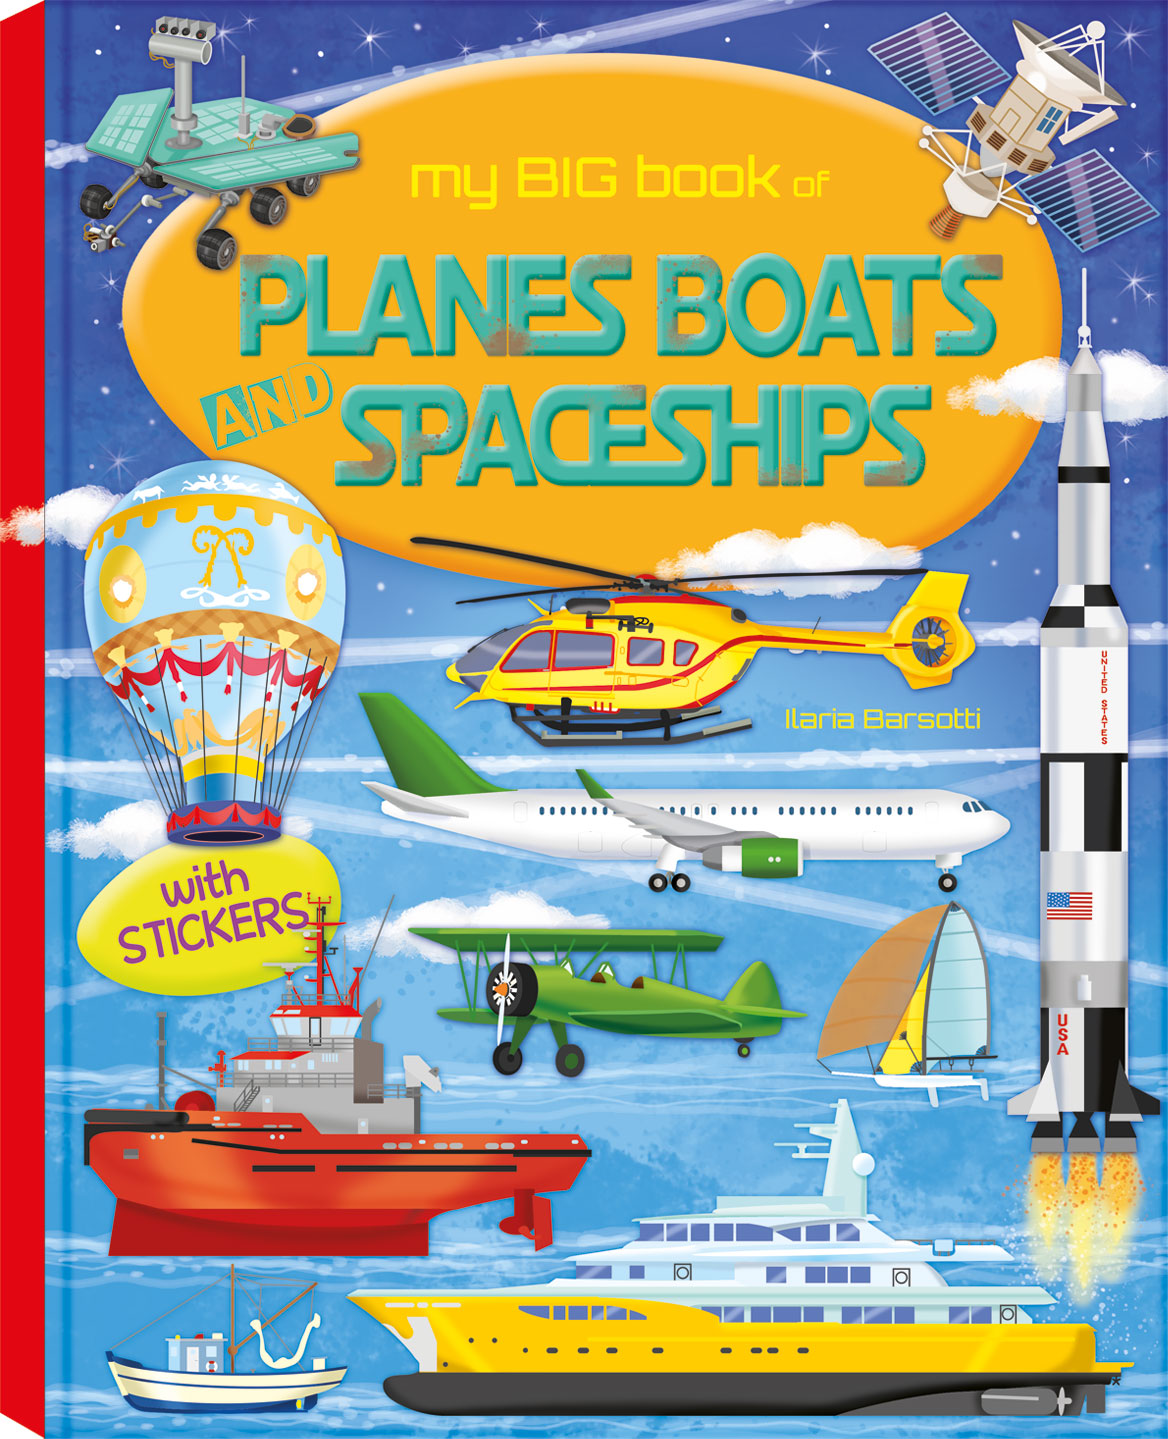 my BIG book of
PLANES BOATS
AND SPACESHIPS
Ilaria Barsotti
UNITED STATES
with
STICKERS
USA